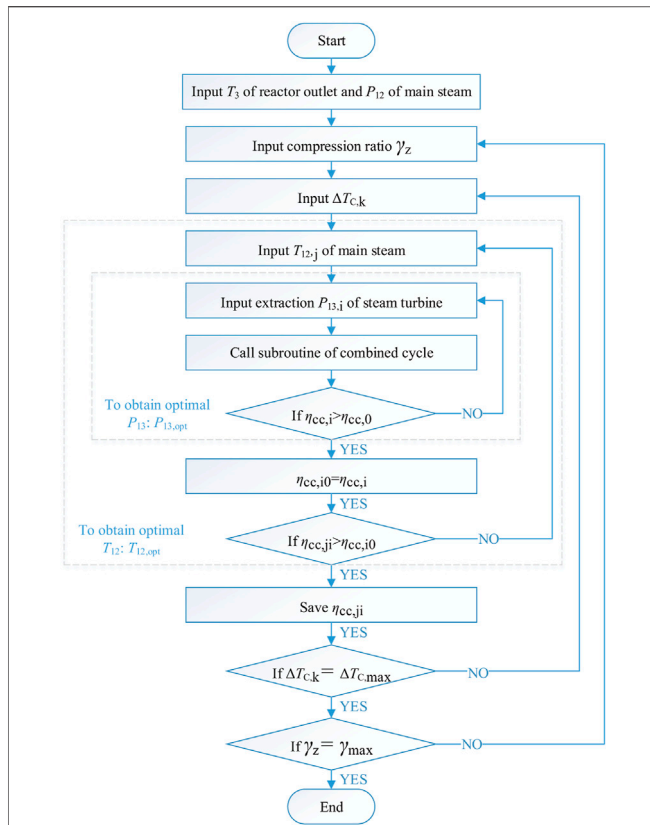 Start
Input T₃ of reactor outlet and P₁₂ of main steam
Input compression ratio γz
Input ΔTC,k
Input T₁₂,j of main steam
Input extraction P₁₃,i of steam turbine
Call subroutine of combined cycle
To obtain optimal
P₁₃: P₁₃,opt
If ηcc,i>ηcc,0
NO
YES
ηcc,i0=ηcc,i
YES
To obtain optimal
T₁₂: T₁₂,opt
If ηcc,ji>ηcc,i0
NO
YES
Save ηcc,ji
YES
If ΔTC,k= ΔTC,max
NO
YES
If γz= γmax
NO
YES
End